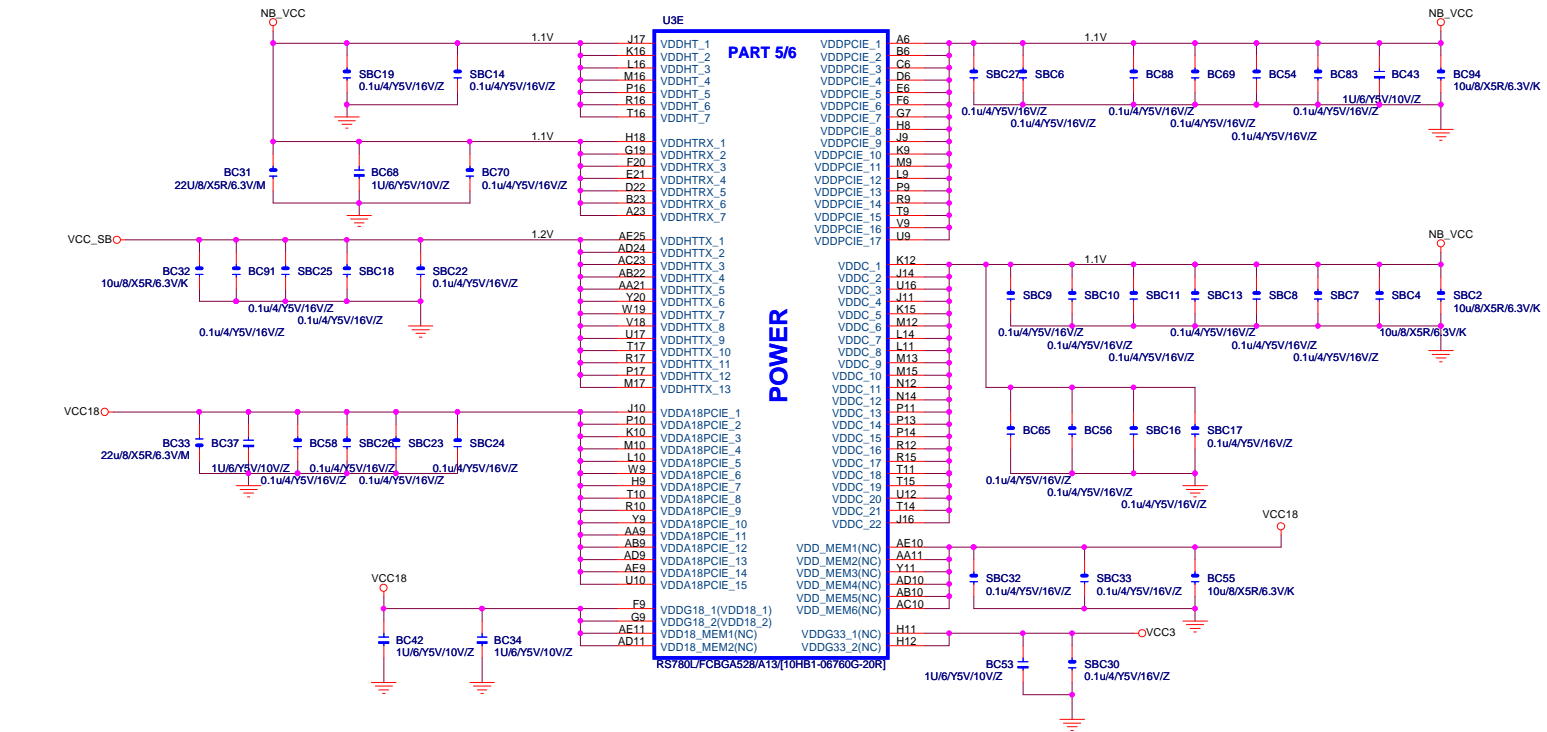 U3E
PART 5/6
POWER
RS780L/FCBGA528/A13/[10HB1-06760G-20R]
NB_VCC
1.1V
SBC19
0.1u/4/Y5V/16V/Z
SBC14
0.1u/4/Y5V/16V/Z
J17 VDDHT_1
K16 VDDHT_2
L16 VDDHT_3
M16 VDDHT_4
P16 VDDHT_5
R16 VDDHT_6
T16 VDDHT_7
1.1V
BC31
22U/8/X5R/6.3V/M
BC68
1U/6/Y5V/10V/Z
BC70
0.1u/4/Y5V/16V/Z
H18 VDDHTRX_1
G19 VDDHTRX_2
F20 VDDHTRX_3
E21 VDDHTRX_4
D22 VDDHTRX_5
B23 VDDHTRX_6
A23 VDDHTRX_7
VCC_SB
1.2V
BC32
10u/8/X5R/6.3V/K
BC91
SBC25
SBC18
SBC22
0.1u/4/Y5V/16V/Z
0.1u/4/Y5V/16V/Z
0.1u/4/Y5V/16V/Z
0.1u/4/Y5V/16V/Z
AE25 VDDHTTX_1
AD24 VDDHTTX_2
AC23 VDDHTTX_3
AB22 VDDHTTX_4
AA21 VDDHTTX_5
Y20 VDDHTTX_6
W19 VDDHTTX_7
V18 VDDHTTX_8
U17 VDDHTTX_9
T17 VDDHTTX_10
R17 VDDHTTX_11
P17 VDDHTTX_12
M17 VDDHTTX_13
VCC18
BC33
22u/8/X5R/6.3V/M
BC37
BC58
SBC26
SBC23
SBC24
1U/6/Y5V/10V/Z
0.1u/4/Y5V/16V/Z
0.1u/4/Y5V/16V/Z
0.1u/4/Y5V/16V/Z
0.1u/4/Y5V/16V/Z
J10 VDDA18PCIE_1
P10 VDDA18PCIE_2
K10 VDDA18PCIE_3
M10 VDDA18PCIE_4
L10 VDDA18PCIE_5
W9 VDDA18PCIE_6
H9 VDDA18PCIE_7
T10 VDDA18PCIE_8
R10 VDDA18PCIE_9
Y9 VDDA18PCIE_10
AA9 VDDA18PCIE_11
AB9 VDDA18PCIE_12
AD9 VDDA18PCIE_13
AE9 VDDA18PCIE_14
U10 VDDA18PCIE_15
VCC18
BC42
1U/6/Y5V/10V/Z
BC34
1U/6/Y5V/10V/Z
F9 VDDG18_1(VDD18_1)
G9 VDDG18_2(VDD18_2)
AE11 VDD18_MEM1(NC)
AD11 VDD18_MEM2(NC)
VDDPCIE_1 A6
VDDPCIE_2 B6
VDDPCIE_3 C6
VDDPCIE_4 D6
VDDPCIE_5 E6
VDDPCIE_6 F6
VDDPCIE_7 G7
VDDPCIE_8 H8
VDDPCIE_9 J9
VDDPCIE_10 K9
VDDPCIE_11 M9
VDDPCIE_12 L9
VDDPCIE_13 P9
VDDPCIE_14 R9
VDDPCIE_15 T9
VDDPCIE_16 V9
VDDPCIE_17 U9
1.1V
NB_VCC
SBC27
SBC6
BC88
BC69
BC54
BC83
BC43
BC94
10u/8/X5R/6.3V/K
1U/6/Y5V/10V/Z
0.1u/4/Y5V/16V/Z
0.1u/4/Y5V/16V/Z
0.1u/4/Y5V/16V/Z
0.1u/4/Y5V/16V/Z
0.1u/4/Y5V/16V/Z
0.1u/4/Y5V/16V/Z
VDDC_1 K12
VDDC_2 J14
VDDC_3 U16
VDDC_4 J11
VDDC_5 K15
VDDC_6 M12
VDDC_7 L14
VDDC_8 L11
VDDC_9 M13
VDDC_10 M15
VDDC_11 N12
VDDC_12 N14
VDDC_13 P11
VDDC_14 P13
VDDC_15 P14
VDDC_16 R12
VDDC_17 R15
VDDC_18 T11
VDDC_19 T15
VDDC_20 U12
VDDC_21 T14
VDDC_22 J16
1.1V
NB_VCC
SBC9
SBC10
SBC11
SBC13
SBC8
SBC7
SBC4
SBC2
10u/8/X5R/6.3V/K
0.1u/4/Y5V/16V/Z
0.1u/4/Y5V/16V/Z
10u/8/X5R/6.3V/K
0.1u/4/Y5V/16V/Z
0.1u/4/Y5V/16V/Z
0.1u/4/Y5V/16V/Z
0.1u/4/Y5V/16V/Z
BC65
BC56
SBC16
SBC17
0.1u/4/Y5V/16V/Z
0.1u/4/Y5V/16V/Z
0.1u/4/Y5V/16V/Z
0.1u/4/Y5V/16V/Z
VCC18
VDD_MEM1(NC) AE10
VDD_MEM2(NC) AA11
VDD_MEM3(NC) Y11
VDD_MEM4(NC) AD10
VDD_MEM5(NC) AB10
VDD_MEM6(NC) AC10
SBC32
0.1u/4/Y5V/16V/Z
SBC33
0.1u/4/Y5V/16V/Z
BC55
10u/8/X5R/6.3V/K
VDDG33_1(NC) H11
VDDG33_2(NC) H12
VCC3
BC53
1U/6/Y5V/10V/Z
SBC30
0.1u/4/Y5V/16V/Z